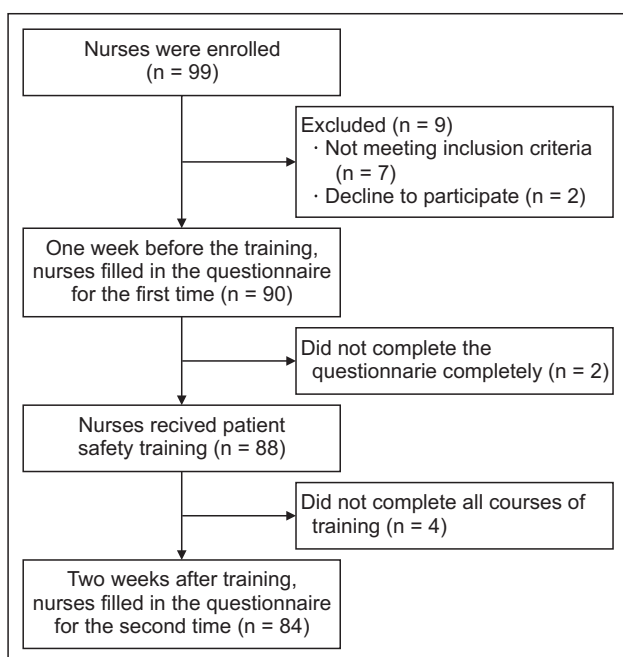 Nurses were enrolled
(n = 99)
Excluded (n = 9)
· Not meeting inclusion criteria
(n = 7)
· Decline to participate (n = 2)
One week before the training,
nurses filled in the questionnaire
for the first time (n = 90)
Did not complete the
questionnarie completely (n = 2)
Nurses recived patient
safety training (n = 88)
Did not complete all courses of
training (n = 4)
Two weeks after training,
nurses filled in the questionnaire
for the second time (n = 84)